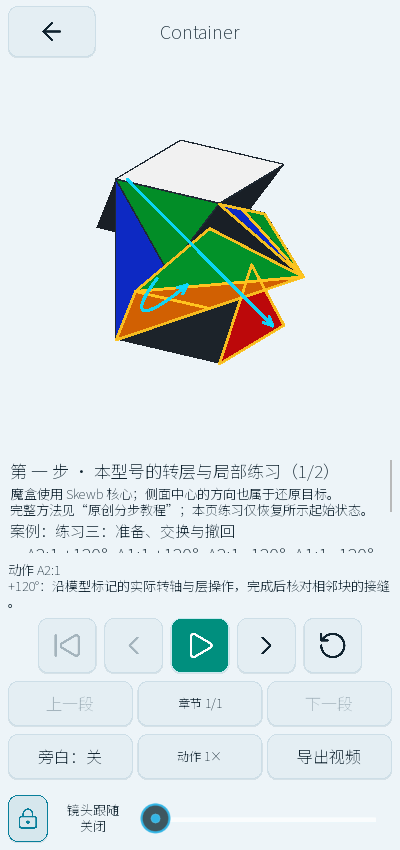 Container
第一步 · 本型号的转层与局部练习（1/2）
魔盒使用 Skewb 核心；侧面中心的方向也属于还原目标。
完整方法见“原创分步教程”；本页练习仅恢复所示起始状态。
案例：练习三：准备、交换与撤回
动作 A2:1
+120°：沿模型标记的实际转轴与层操作，完成后核对相邻块的接缝
。
上一段
章节 1/1
下一段
旁白：关
动作 1×
导出视频
镜头跟随
关闭